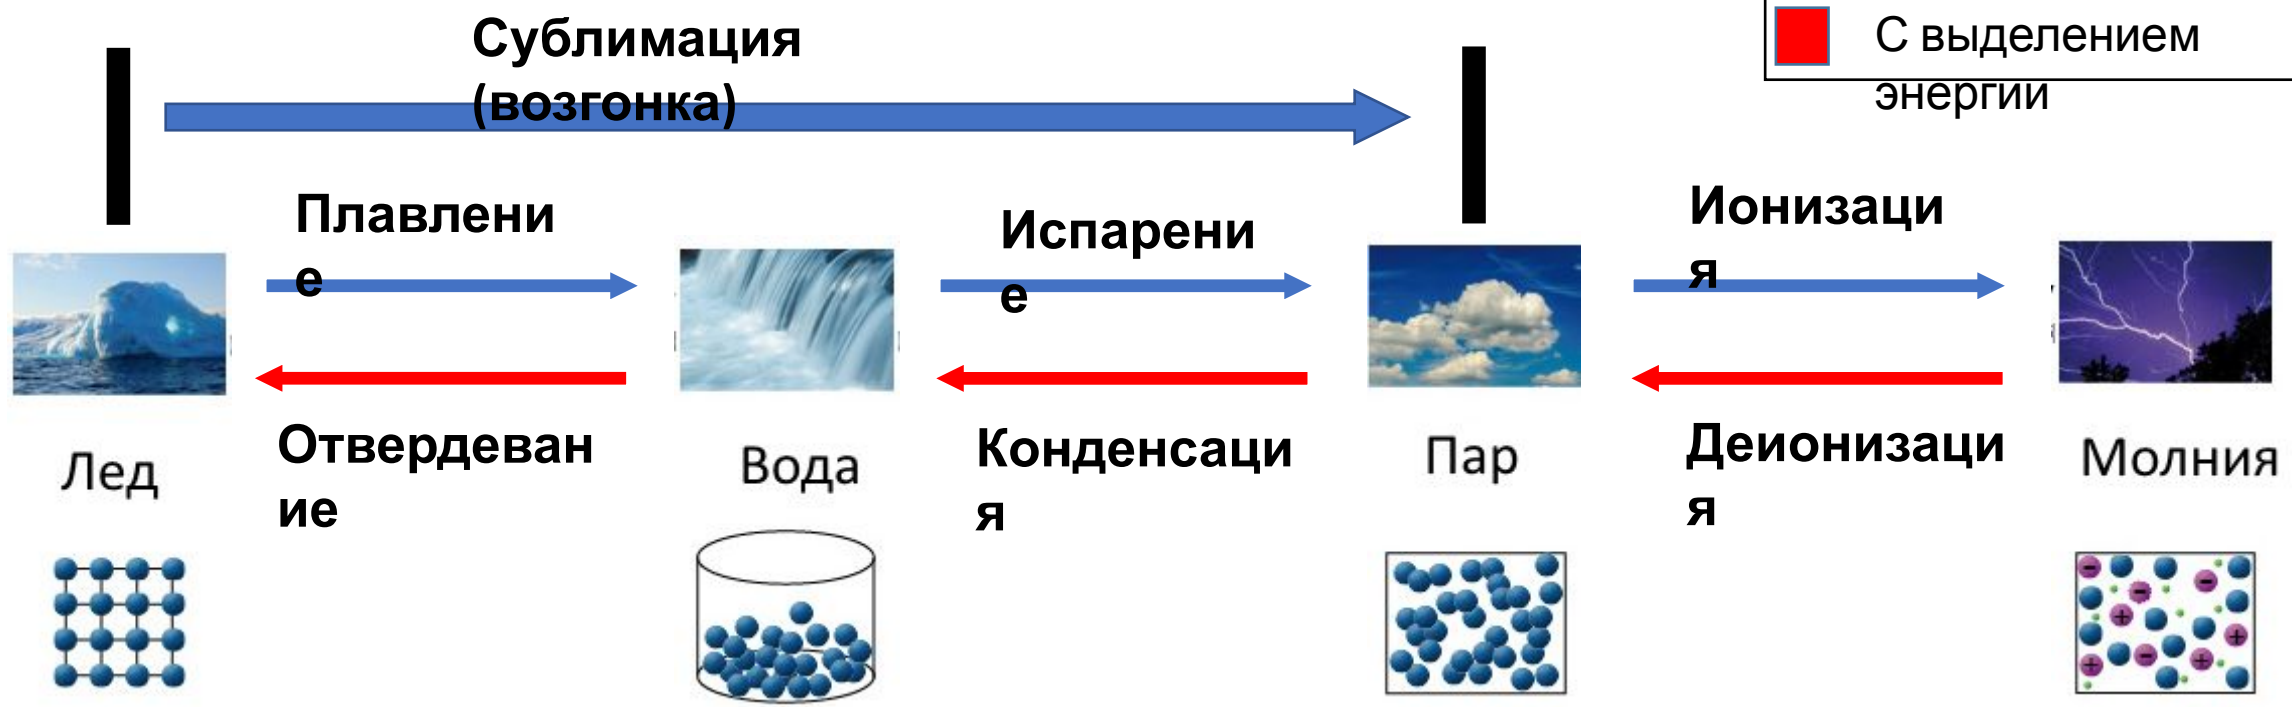 Сублимация
(возгонка)
С выделением
энергии
Плавлени
е
Испарени
е
Ионизаци
я
Отвердеван
ие
Конденсаци
я
Деионизаци
я
Лед
Вода
Пар
Молния